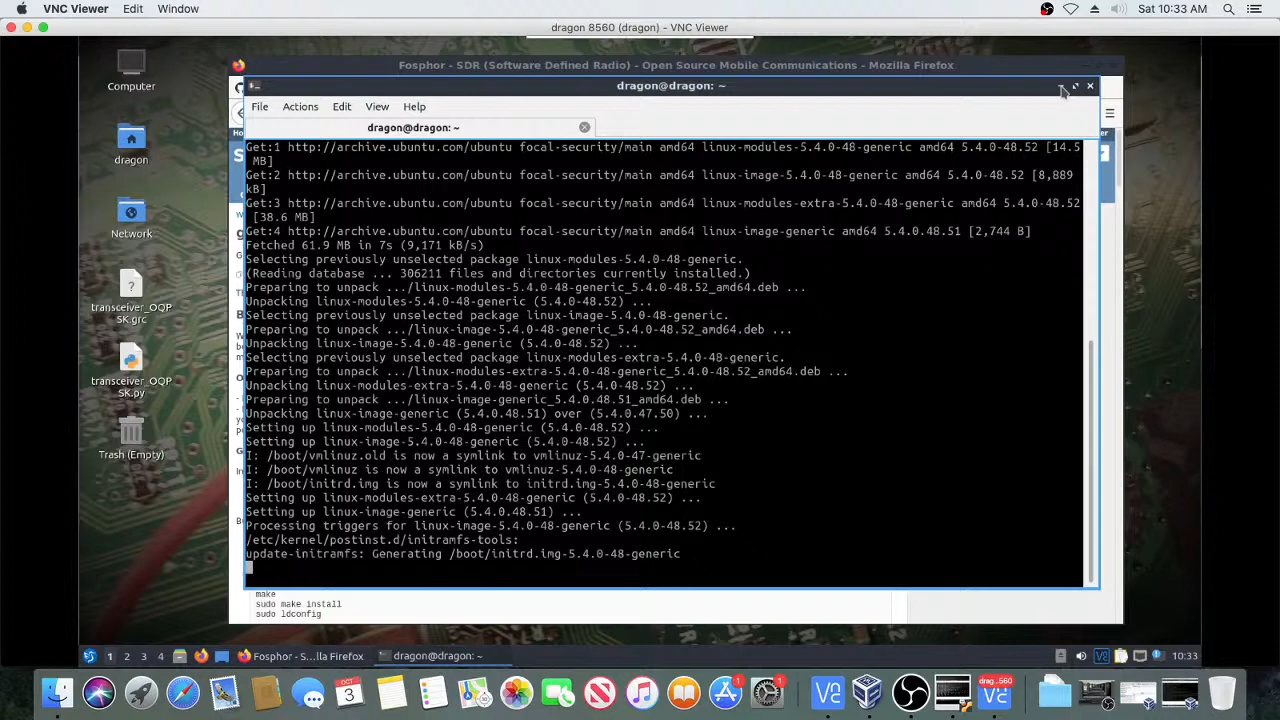 VNC Viewer Edit Window Sat 10:33 AM
dragon 8560 (dragon) - VNC Viewer
Fosphor - SDR (Software Defined Radio) - Open Source Mobile Communications - Mozilla Firefox
dragon@dragon: ~
File Actions Edit View Help
dragon@dragon: ~
Get:1 http://archive.ubuntu.com/ubuntu focal-security/main amd64 linux-modules-5.4.0-48-generic amd64 5.4.0-48.52 [14.5
MB]
Get:2 http://archive.ubuntu.com/ubuntu focal-security/main amd64 linux-image-5.4.0-48-generic amd64 5.4.0-48.52 [8,889
kB]
Get:3 http://archive.ubuntu.com/ubuntu focal-security/main amd64 linux-modules-extra-5.4.0-48-generic amd64 5.4.0-48.52
[38.6 MB]
Get:4 http://archive.ubuntu.com/ubuntu focal-security/main amd64 linux-image-generic amd64 5.4.0.48.51 [2,744 B]
Fetched 61.9 MB in 7s (9,171 kB/s)
Selecting previously unselected package linux-modules-5.4.0-48-generic.
(Reading database ... 306211 files and directories currently installed.)
Preparing to unpack .../linux-modules-5.4.0-48-generic_5.4.0-48.52_amd64.deb ...
Unpacking linux-modules-5.4.0-48-generic (5.4.0-48.52) ...
Selecting previously unselected package linux-image-5.4.0-48-generic.
Preparing to unpack .../linux-image-5.4.0-48-generic_5.4.0-48.52_amd64.deb ...
Unpacking linux-image-5.4.0-48-generic (5.4.0-48.52) ...
Selecting previously unselected package linux-modules-extra-5.4.0-48-generic.
Preparing to unpack .../linux-modules-extra-5.4.0-48-generic_5.4.0-48.52_amd64.deb ...
Unpacking linux-modules-extra-5.4.0-48-generic (5.4.0-48.52) ...
Preparing to unpack .../linux-image-generic_5.4.0.48.51_amd64.deb ...
Unpacking linux-image-generic (5.4.0.48.51) over (5.4.0.47.50) ...
Setting up linux-modules-5.4.0-48-generic (5.4.0-48.52) ...
Setting up linux-image-5.4.0-48-generic (5.4.0-48.52) ...
I: /boot/vmlinuz.old is now a symlink to vmlinuz-5.4.0-47-generic
I: /boot/vmlinuz is now a symlink to vmlinuz-5.4.0-48-generic
I: /boot/initrd.img is now a symlink to initrd.img-5.4.0-48-generic
Setting up linux-modules-extra-5.4.0-48-generic (5.4.0-48.52) ...
Setting up linux-image-generic (5.4.0.48.51) ...
Processing triggers for linux-image-5.4.0-48-generic (5.4.0-48.52) ...
/etc/kernel/postinst.d/initramfs-tools:
update-initramfs: Generating /boot/initrd.img-5.4.0-48-generic
make
sudo make install
sudo ldconfig
Computer
dragon
Network
transceiver_OQP
SK.grc
transceiver_OQP
SK.py
Trash (Empty)
1 2 3 4 Fosphor - S...lla Firefox dragon@dragon: ~ 10:33
OCT
3
1
1
drag...560